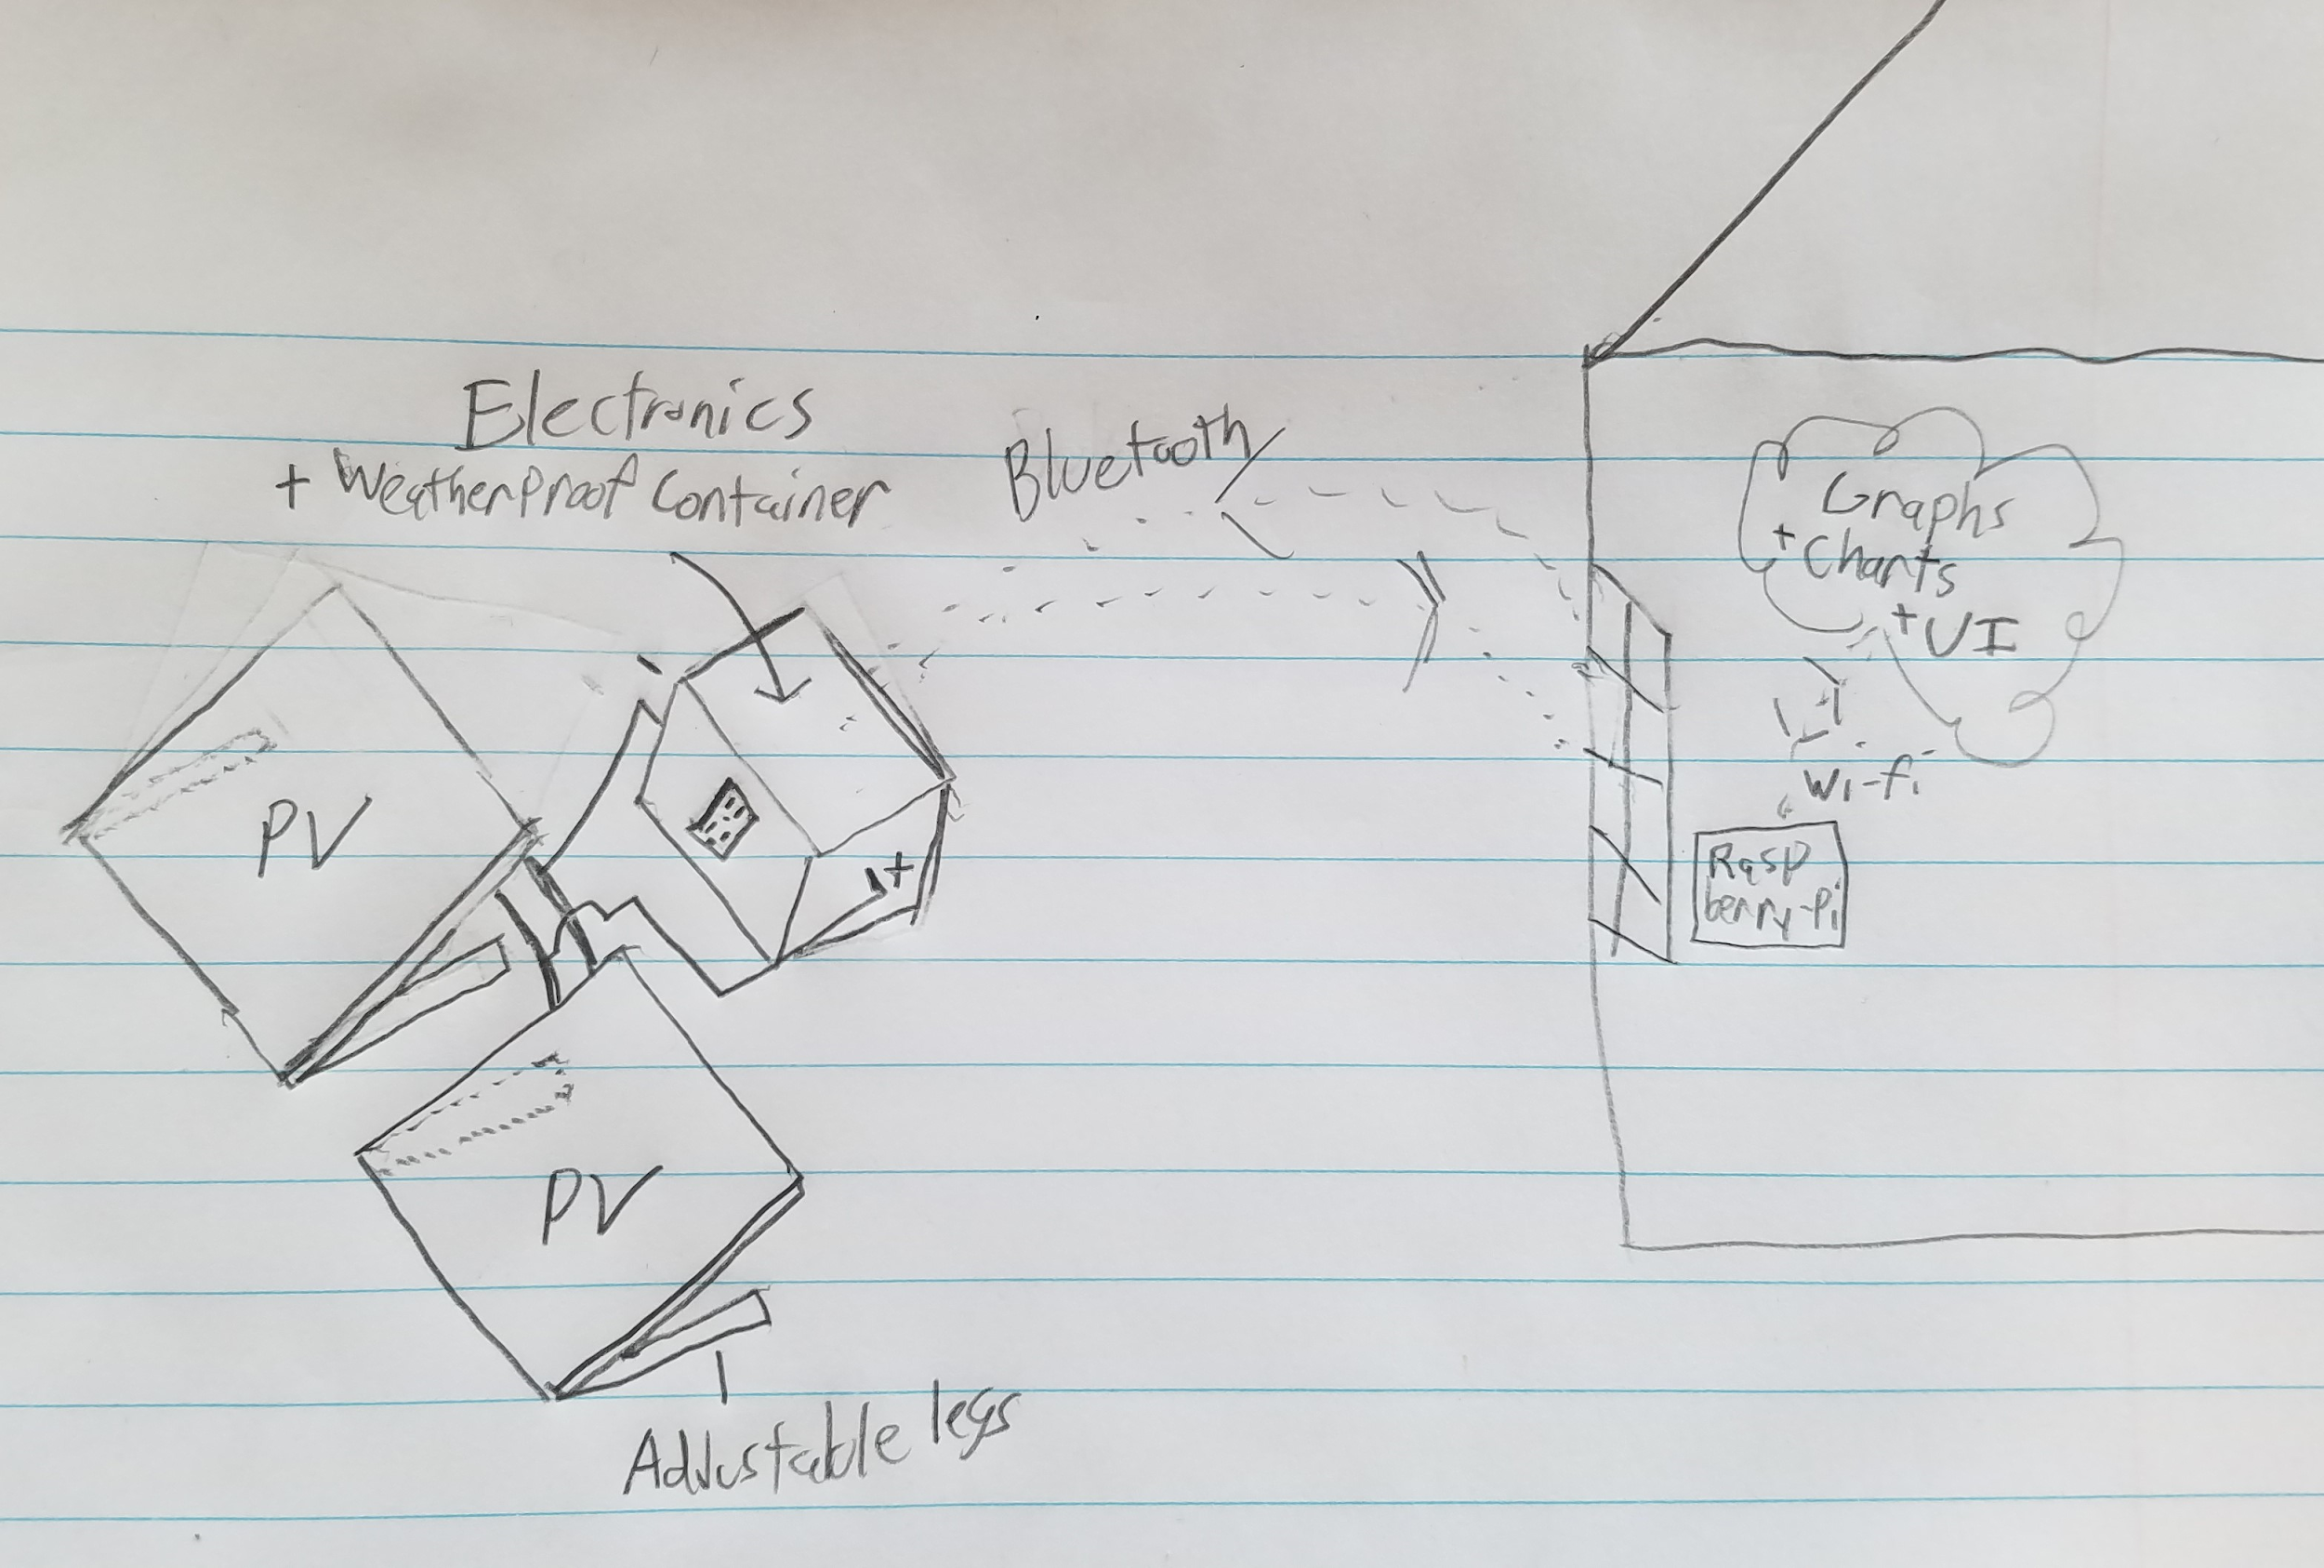 Electronics
+ Weatherproof Container
Bluetooth
Graphs
+ Charts
+ UI
Wi-fi
Rasp
berry-Pi
PV
+
PV
Adjustable legs